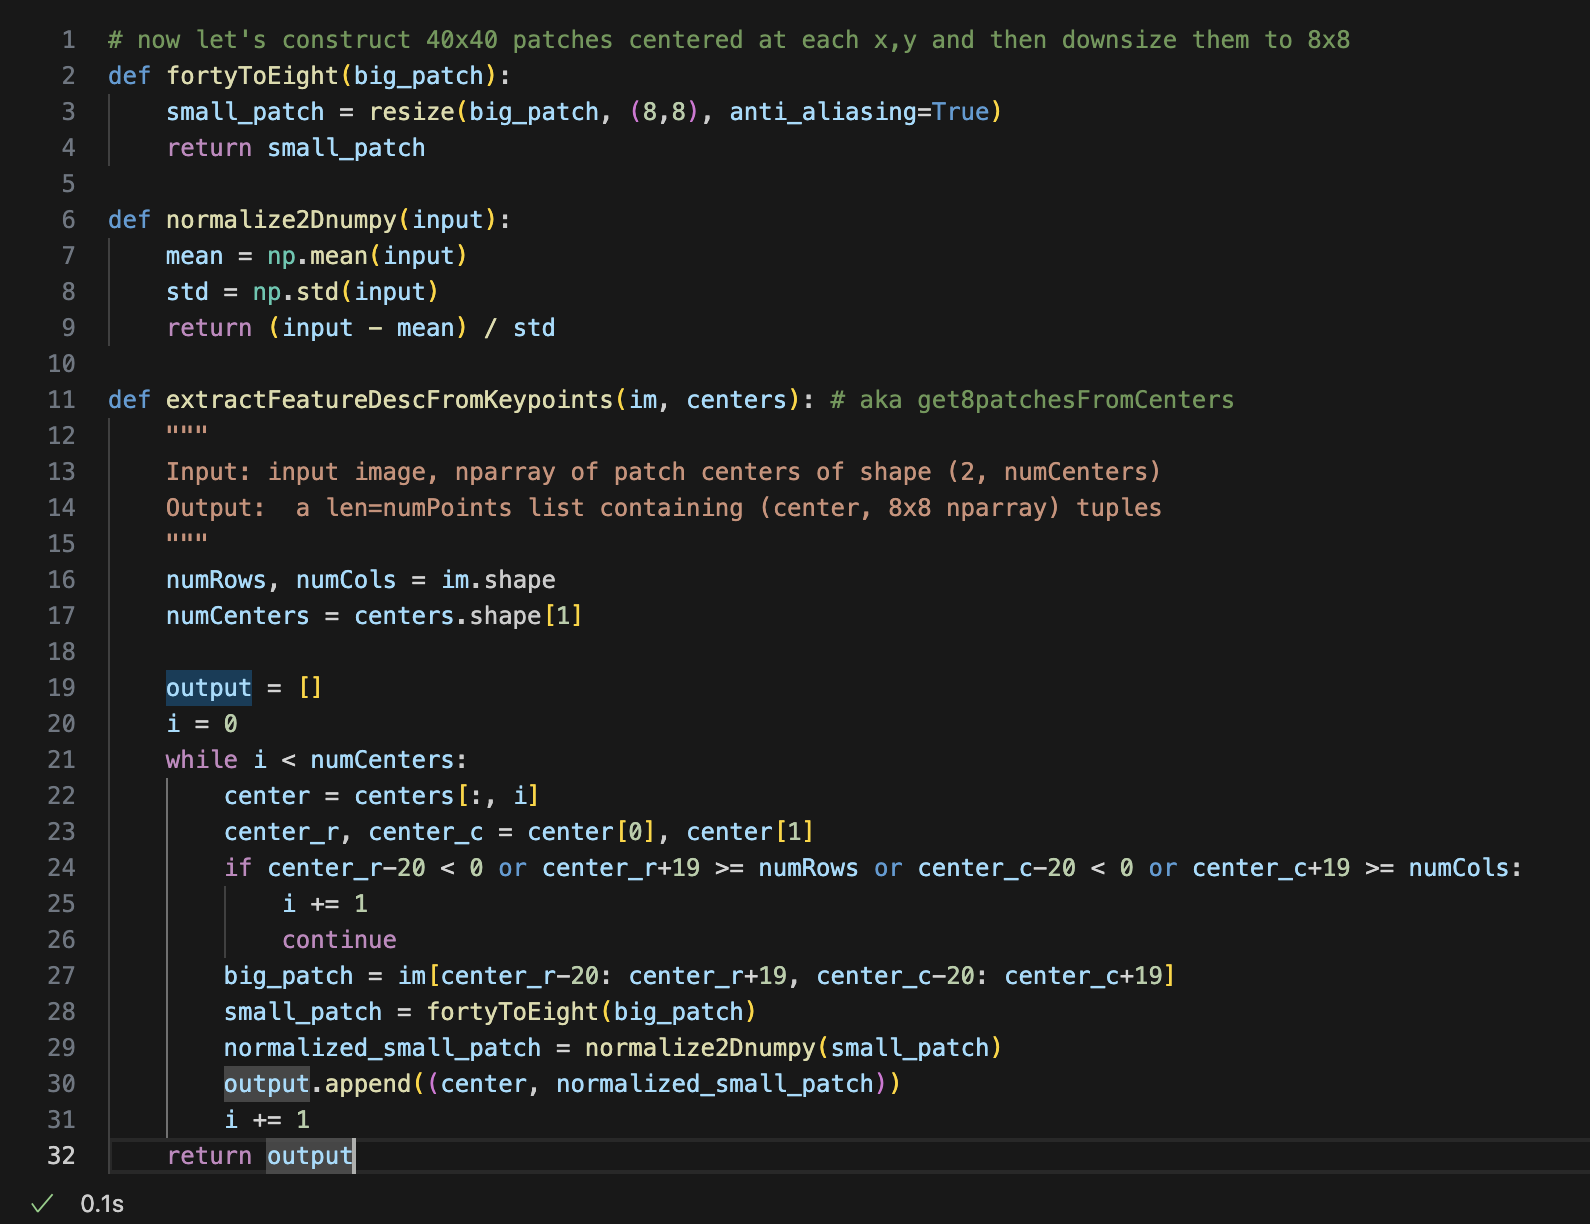 1 # now let's construct 40x40 patches centered at each x,y and then downsize them to 8x8
2 def fortyToEight(big_patch):
3     small_patch = resize(big_patch, (8,8), anti_aliasing=True)
4     return small_patch
5
6 def normalize2Dnumpy(input):
7     mean = np.mean(input)
8     std = np.std(input)
9     return (input - mean) / std
10
11 def extractFeatureDescFromKeypoints(im, centers): # aka get8patchesFromCenters
12     """
13     Input: input image, nparray of patch centers of shape (2, numCenters)
14     Output:  a len=numPoints list containing (center, 8x8 nparray) tuples
15     """
16     numRows, numCols = im.shape
17     numCenters = centers.shape[1]
18
19     output = []
20     i = 0
21     while i < numCenters:
22         center = centers[:, i]
23         center_r, center_c = center[0], center[1]
24         if center_r-20 < 0 or center_r+19 >= numRows or center_c-20 < 0 or center_c+19 >= numCols:
25             i += 1
26             continue
27         big_patch = im[center_r-20: center_r+19, center_c-20: center_c+19]
28         small_patch = fortyToEight(big_patch)
29         normalized_small_patch = normalize2Dnumpy(small_patch)
30         output.append((center, normalized_small_patch))
31         i += 1
32     return output
✓ 0.1s